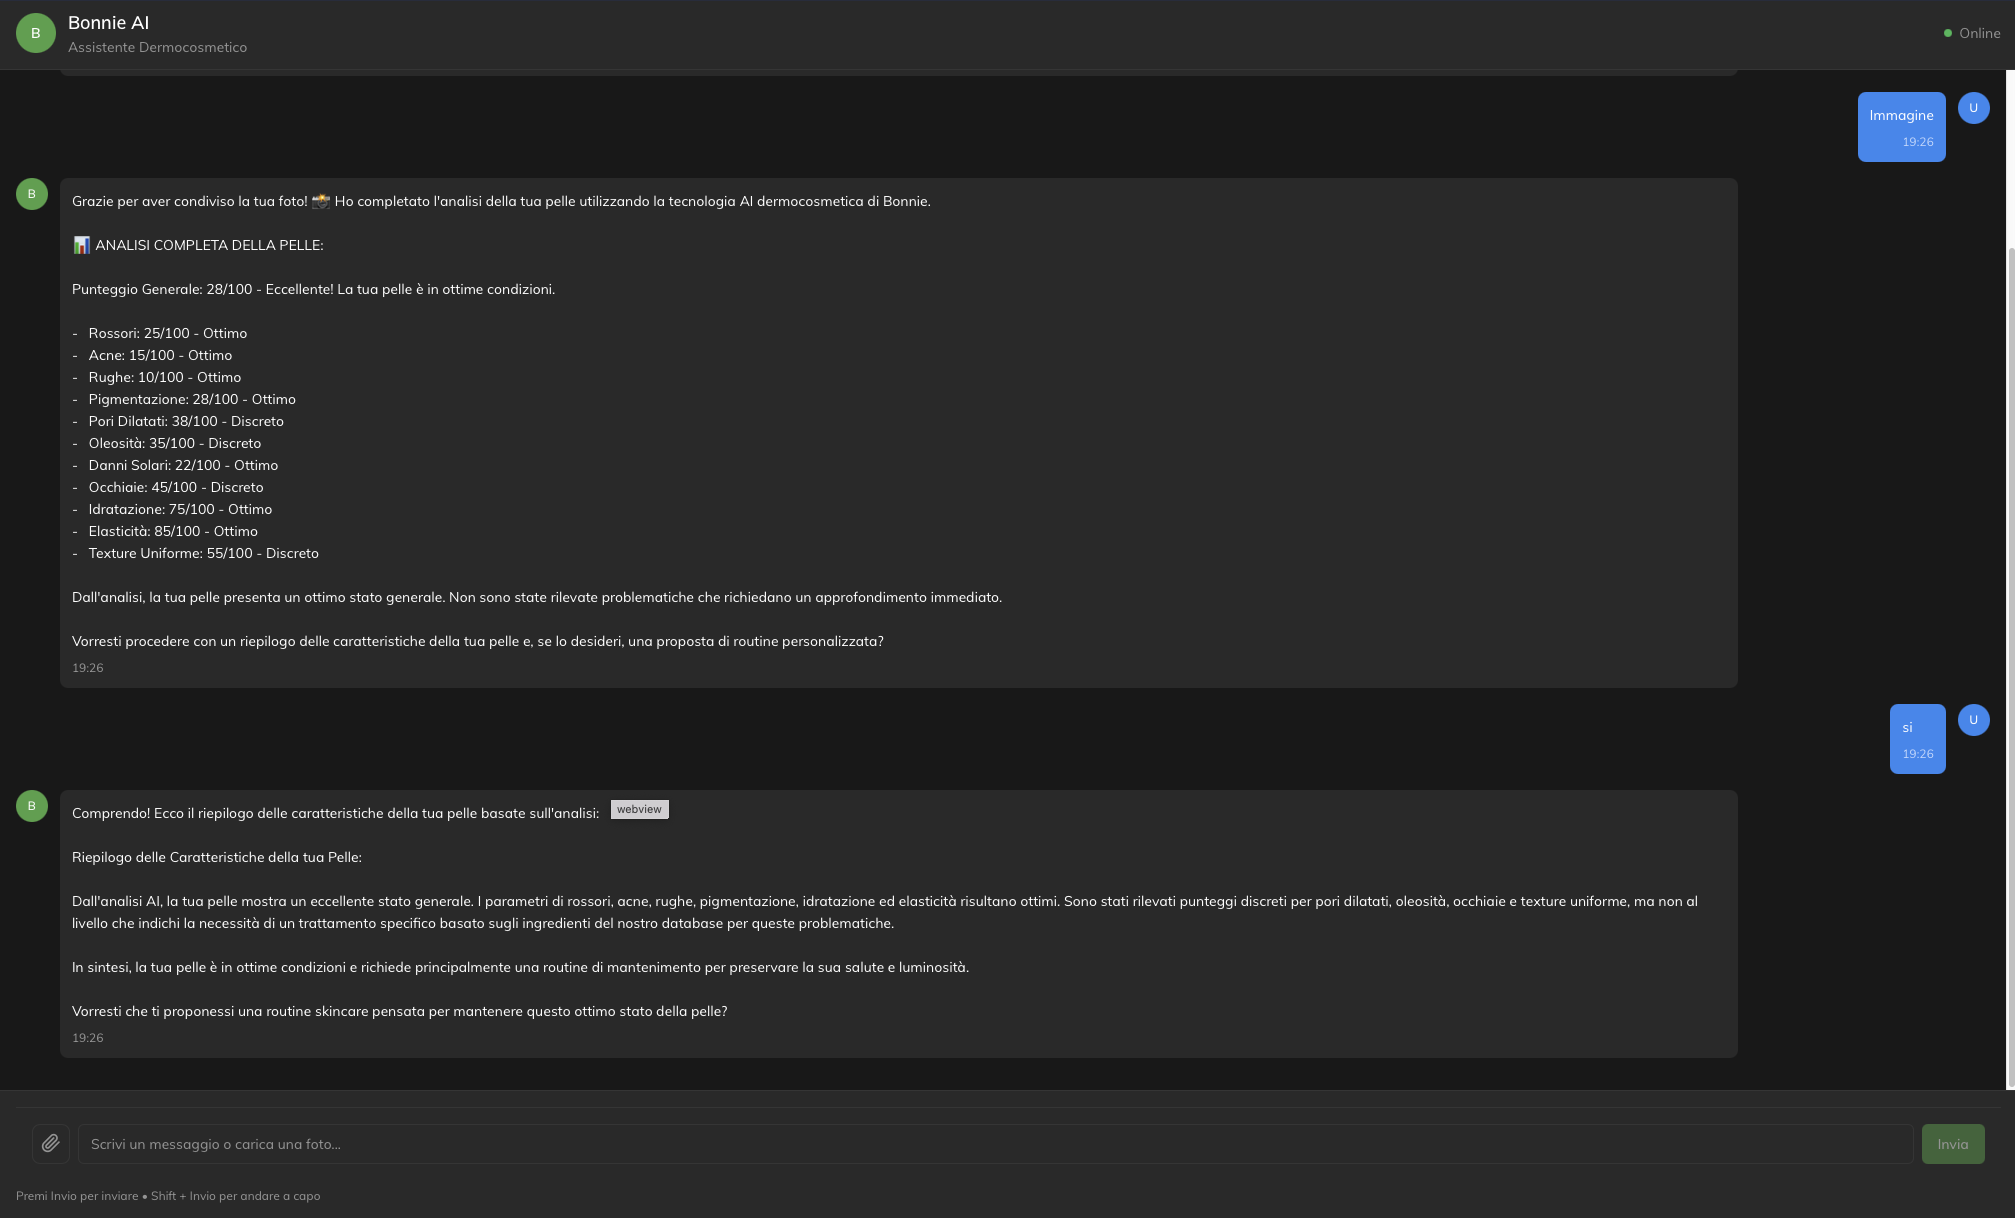 B
Bonnie AI
Assistente Dermocosmetico
Online
Immagine
19:26
U
B
Grazie per aver condiviso la tua foto! 📸 Ho completato l'analisi della tua pelle utilizzando la tecnologia AI dermocosmetica di Bonnie.
📊 ANALISI COMPLETA DELLA PELLE:
Punteggio Generale: 28/100 - Eccellente! La tua pelle è in ottime condizioni.
- Rossori: 25/100 - Ottimo
- Acne: 15/100 - Ottimo
- Rughe: 10/100 - Ottimo
- Pigmentazione: 28/100 - Ottimo
- Pori Dilatati: 38/100 - Discreto
- Oleosità: 35/100 - Discreto
- Danni Solari: 22/100 - Ottimo
- Occhiaie: 45/100 - Discreto
- Idratazione: 75/100 - Ottimo
- Elasticità: 85/100 - Ottimo
- Texture Uniforme: 55/100 - Discreto
Dall'analisi, la tua pelle presenta un ottimo stato generale. Non sono state rilevate problematiche che richiedano un approfondimento immediato.
Vorresti procedere con un riepilogo delle caratteristiche della tua pelle e, se lo desideri, una proposta di routine personalizzata?
19:26
si
19:26
U
B
Comprendo! Ecco il riepilogo delle caratteristiche della tua pelle basate sull'analisi:
webview
Riepilogo delle Caratteristiche della tua Pelle:
Dall'analisi AI, la tua pelle mostra un eccellente stato generale. I parametri di rossori, acne, rughe, pigmentazione, idratazione ed elasticità risultano ottimi. Sono stati rilevati punteggi discreti per pori dilatati, oleosità, occhiaie e texture uniforme, ma non al
livello che indichi la necessità di un trattamento specifico basato sugli ingredienti del nostro database per queste problematiche.
In sintesi, la tua pelle è in ottime condizioni e richiede principalmente una routine di mantenimento per preservare la sua salute e luminosità.
Vorresti che ti proponessi una routine skincare pensata per mantenere questo ottimo stato della pelle?
19:26
Scrivi un messaggio o carica una foto...
Invia
Premi Invio per inviare • Shift + Invio per andare a capo